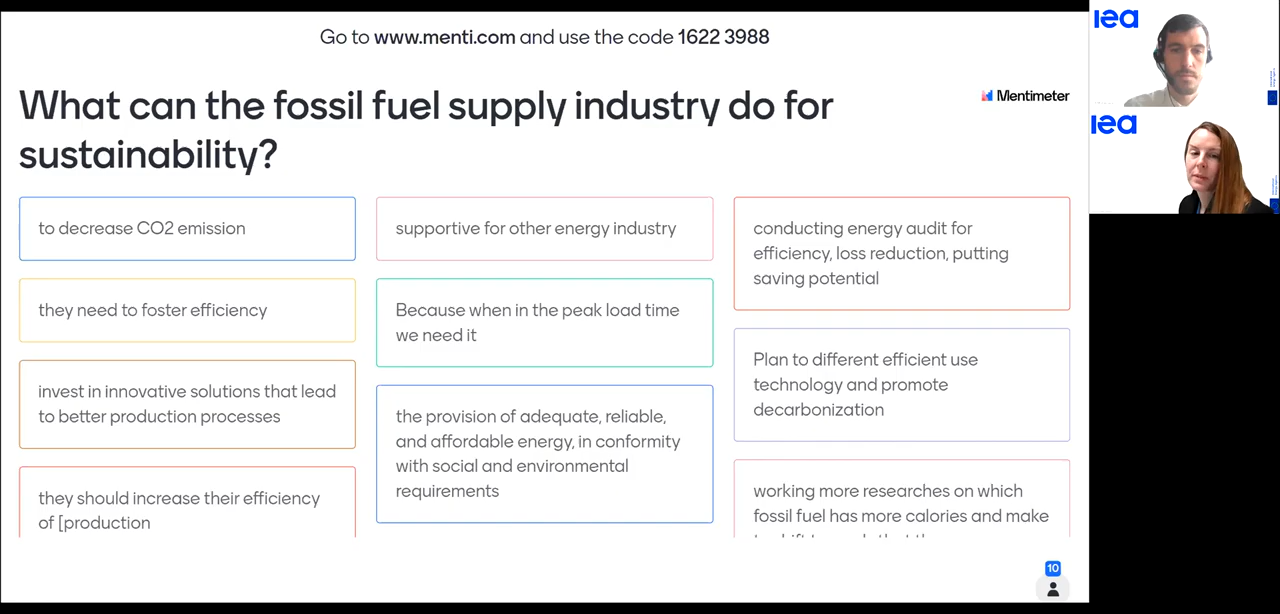 Go to www.menti.com and use the code 1622 3988
What can the fossil fuel supply industry do for
sustainability?
Mentimeter
to decrease CO2 emission
they need to foster efficiency
invest in innovative solutions that lead
to better production processes
they should increase their efficiency
of [production
supportive for other energy industry
Because when in the peak load time
we need it
the provision of adequate, reliable,
and affordable energy, in conformity
with social and environmental
requirements
conducting energy audit for
efficiency, loss reduction, putting
saving potential
Plan to different efficient use
technology and promote
decarbonization
working more researches on which
fossil fuel has more calories and make
10
iea
iea